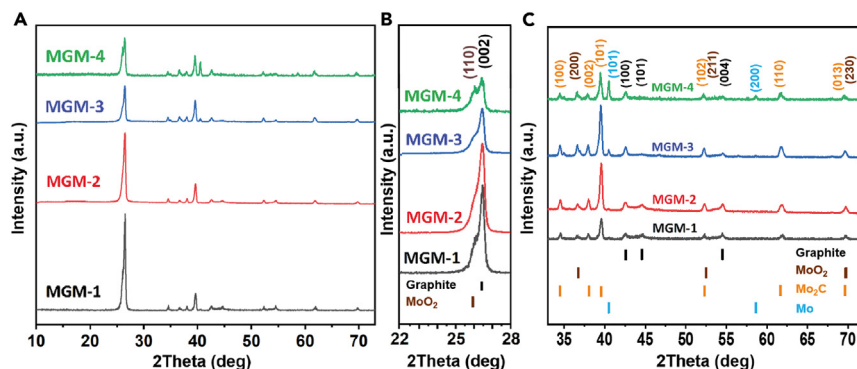 A
Intensity (a.u.)
MGM-4
MGM-3
MGM-2
MGM-1
10 20 30 40 50 60 70
2Theta (deg)
B
Intensity (a.u.)
(110)
(002)
MGM-4
MGM-3
MGM-2
MGM-1
Graphite
MoO2
22 24 26 28
2Theta (deg)
C
Intensity (a.u.)
(100) (200) (002) (101) (101) (100) (101) (102) (211) (004) (200) (110) (013) (230)
MGM-4
MGM-3
MGM-2
MGM-1
Graphite
MoO2
Mo2C
Mo
35 40 45 50 55 60 65 70
2Theta (deg)